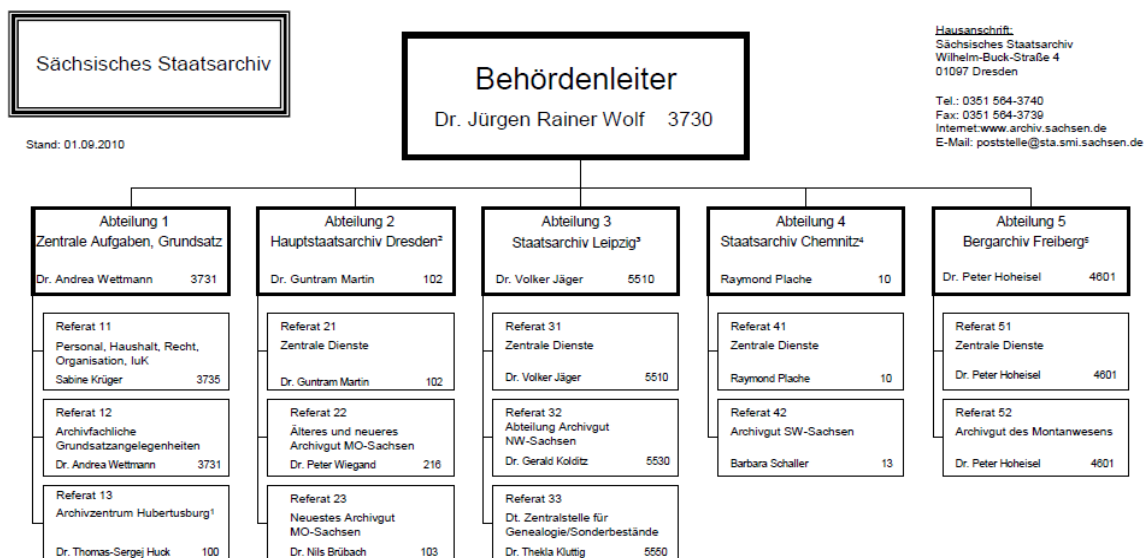 Sächsisches Staatsarchiv
Stand: 01.09.2010
Behördenleiter
Dr. Jürgen Rainer Wolf 3730
Hausanschrift:
Sächsisches Staatsarchiv
Wilhelm-Buck-Straße 4
01097 Dresden
Tel.: 0351 564-3740
Fax: 0351 564-3739
Internet:www.archiv.sachsen.de
E-Mail: poststelle@sta.smi.sachsen.de
Abteilung 1
Zentrale Aufgaben, Grundsatz
Dr. Andrea Wettmann 3731
Referat 11
Personal, Haushalt, Recht,
Organisation, IuK
Sabine Krüger 3735
Referat 12
Archivfachliche
Grundsatzangelegenheiten
Dr. Andrea Wettmann 3731
Referat 13
Archivzentrum Hubertusburg¹
Dr. Thomas-Sergej Huck 100
Abteilung 2
Hauptstaatsarchiv Dresden²
Dr. Guntram Martin 102
Referat 21
Zentrale Dienste
Dr. Guntram Martin 102
Referat 22
Älteres und neueres
Archivgut MO-Sachsen
Dr. Peter Wiegand 216
Referat 23
Neuestes Archivgut
MO-Sachsen
Dr. Nils Brübach 103
Abteilung 3
Staatsarchiv Leipzig³
Dr. Volker Jäger 5510
Referat 31
Zentrale Dienste
Dr. Volker Jäger 5510
Referat 32
Abteilung Archivgut
NW-Sachsen
Dr. Gerald Kolditz 5530
Referat 33
Dt. Zentralstelle für
Genealogie/Sonderbestände
Dr. Thekla Kluttig 5550
Abteilung 4
Staatsarchiv Chemnitz⁴
Raymond Plache 10
Referat 41
Zentrale Dienste
Raymond Plache 10
Referat 42
Archivgut SW-Sachsen
Barbara Schaller 13
Abteilung 5
Bergarchiv Freiberg⁵
Dr. Peter Hoheisel 4601
Referat 51
Zentrale Dienste
Dr. Peter Hoheisel 4601
Referat 52
Archivgut des Montanwesens
Dr. Peter Hoheisel 4601